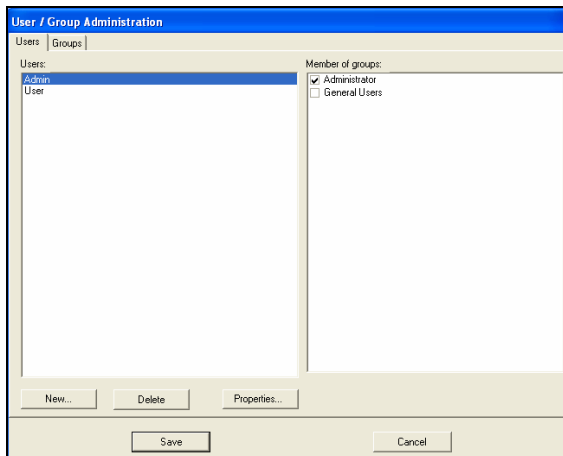 User / Group Administration
Users Groups
Users: Member of groups:
Admin Administrator
User General Users
New... Delete Properties...
Save Cancel